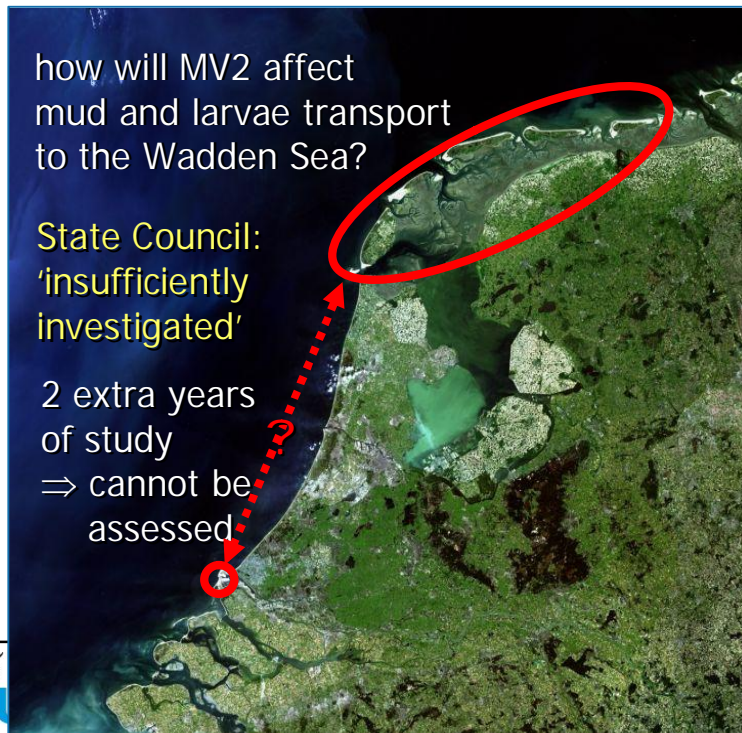 how will MV2 affect
mud and larvae transport
to the Wadden Sea?
State Council:
'insufficiently
investigated'
2 extra years
of study
?
⇒ cannot be
assessed